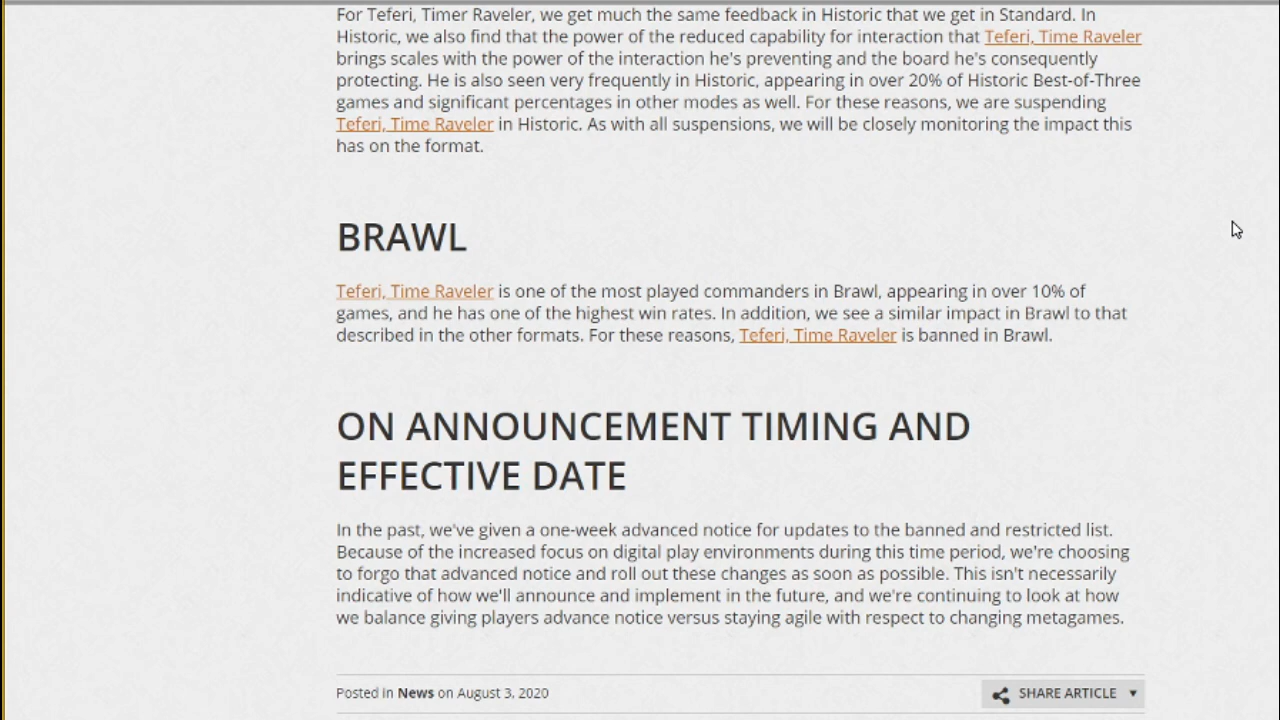 For Teferi, Timer Raveler, we get much the same feedback in Historic that we get in Standard. In
Historic, we also find that the power of the reduced capability for interaction that Teferi, Time Raveler
brings scales with the power of the interaction he's preventing and the board he's consequently
protecting. He is also seen very frequently in Historic, appearing in over 20% of Historic Best-of-Three
games and significant percentages in other modes as well. For these reasons, we are suspending
Teferi, Time Raveler in Historic. As with all suspensions, we will be closely monitoring the impact this
has on the format.
BRAWL
Teferi, Time Raveler is one of the most played commanders in Brawl, appearing in over 10% of
games, and he has one of the highest win rates. In addition, we see a similar impact in Brawl to that
described in the other formats. For these reasons, Teferi, Time Raveler is banned in Brawl.
ON ANNOUNCEMENT TIMING AND
EFFECTIVE DATE
In the past, we've given a one-week advanced notice for updates to the banned and restricted list.
Because of the increased focus on digital play environments during this time period, we're choosing
to forgo that advanced notice and roll out these changes as soon as possible. This isn't necessarily
indicative of how we'll announce and implement in the future, and we're continuing to look at how
we balance giving players advance notice versus staying agile with respect to changing metagames.
Posted in News on August 3, 2020
SHARE ARTICLE